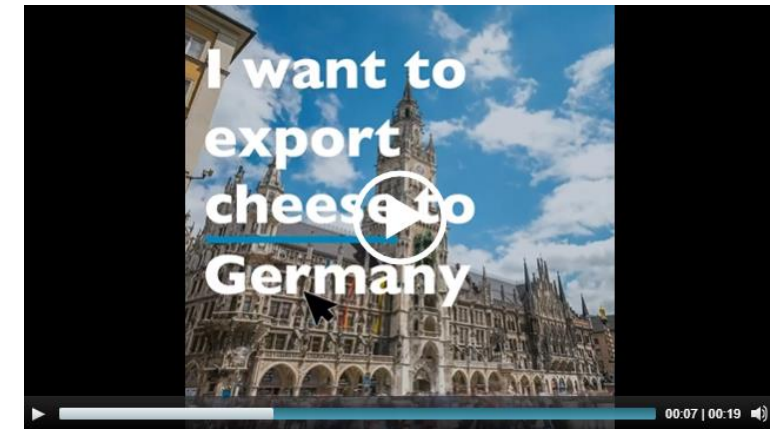 I want to
export
cheese to
Germany
00:07 | 00:19